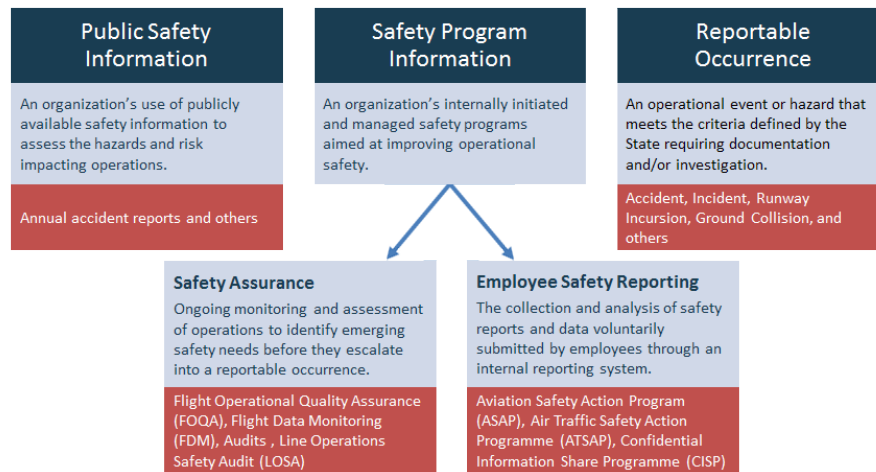 Public Safety
Information
An organization's use of publicly
available safety information to
assess the hazards and risk
impacting operations.
Annual accident reports and others
Safety Program
Information
An organization's internally initiated
and managed safety programs
aimed at improving operational
safety.
Reportable
Occurrence
An operational event or hazard that
meets the criteria defined by the
State requiring documentation
and/or investigation.
Accident, Incident, Runway
Incursion, Ground Collision, and
others
Safety Assurance
Ongoing monitoring and assessment
of operations to identify emerging
safety needs before they escalate
into a reportable occurrence.
Flight Operational Quality Assurance
(FOQA), Flight Data Monitoring
(FDM), Audits , Line Operations
Safety Audit (LOSA)
Employee Safety Reporting
The collection and analysis of safety
reports and data voluntarily
submitted by employees through an
internal reporting system.
Aviation Safety Action Program
(ASAP), Air Traffic Safety Action
Programme (ATSAP), Confidential
Information Share Programme (CISP)